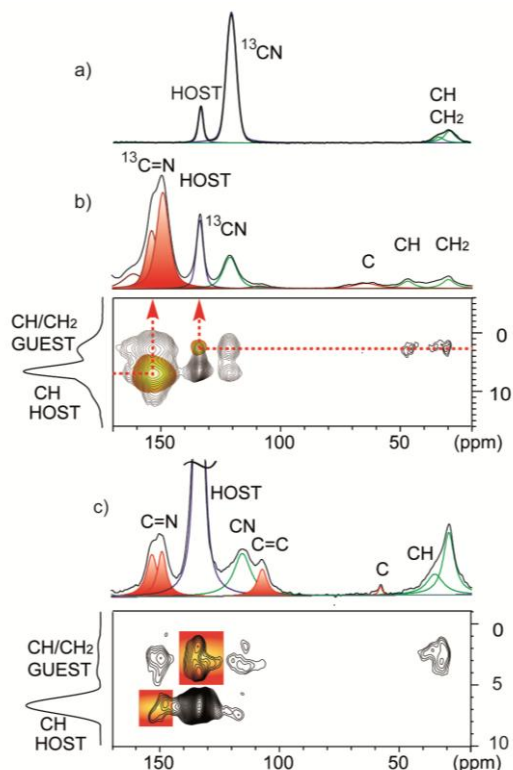 a)
HOST
¹³CN
CH
CH₂
b)
¹³C=N
HOST
¹³CN
C
CH
CH₂
CH/CH₂
GUEST
CH
HOST
0
10
150
100
50
(ppm)
c)
C=N
HOST
CN
C=C
C
CH
CH/CH₂
GUEST
CH
HOST
0
5
10
150
100
50
(ppm)